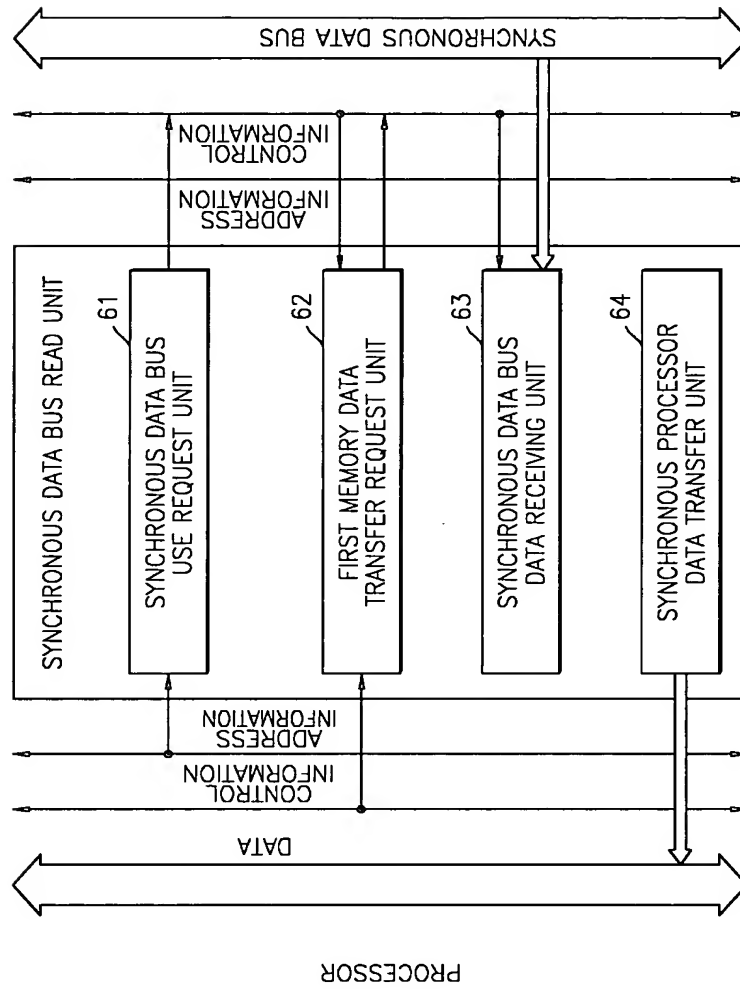 SYNCHRONOUS DATA BUS READ UNIT
61
SYNCHRONOUS DATA BUS
USE REQUEST UNIT
62
FIRST MEMORY DATA
TRANSFER REQUEST UNIT
63
SYNCHRONOUS DATA BUS
DATA RECEIVING UNIT
64
SYNCHRONOUS PROCESSOR
DATA TRANSFER UNIT
PROCESSOR
DATA
CONTROL
INFORMATION
ADDRESS
INFORMATION
ADDRESS
INFORMATION
CONTROL
INFORMATION
SYNCHRONOUS DATA BUS